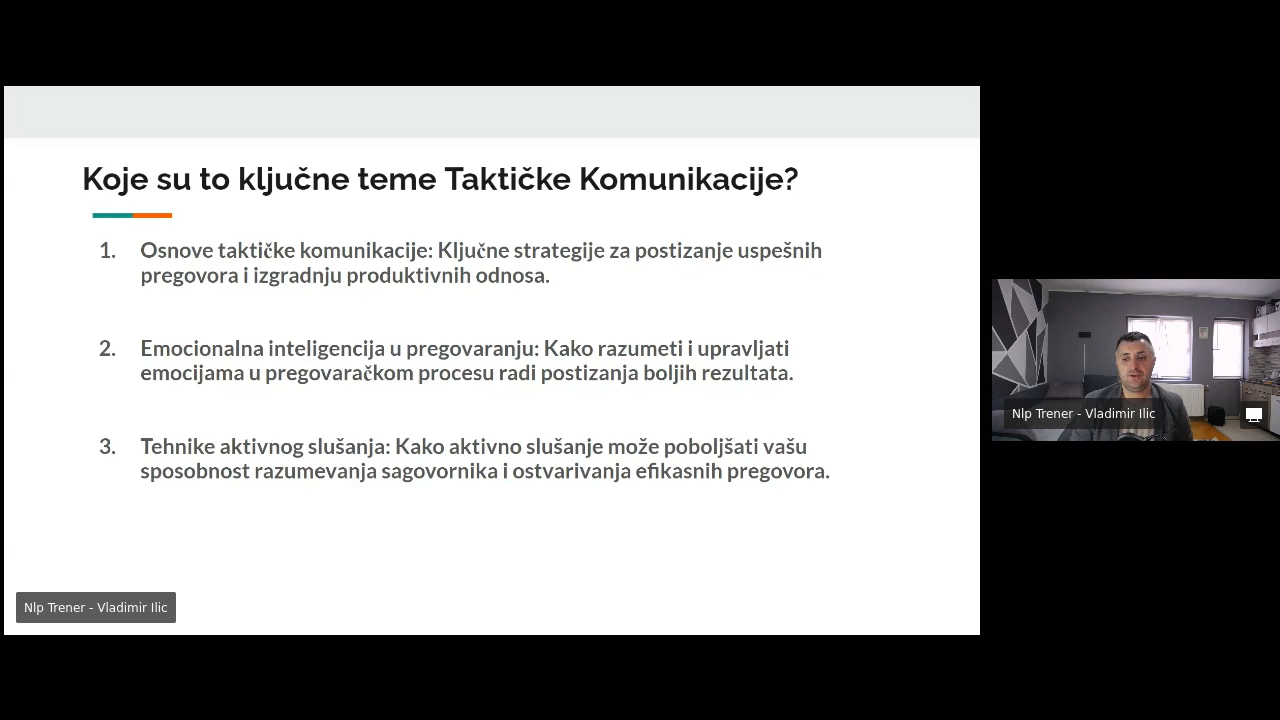 Koje su to ključne teme Taktičke Komunikacije?
1. Osnove taktičke komunikacije: Ključne strategije za postizanje uspešnih
pregovora i izgradnju produktivnih odnosa.
2. Emocionalna inteligencija u pregovaranju: Kako razumeti i upravljati
emocijama u pregovaračkom procesu radi postizanja boljih rezultata.
3. Tehnike aktivnog slušanja: Kako aktivno slušanje može poboljšati vašu
sposobnost razumevanja sagovornika i ostvarivanja efikasnih pregovora.
Nlp Trener - Vladimir Ilic
Nlp Trener - Vladimir Ilic